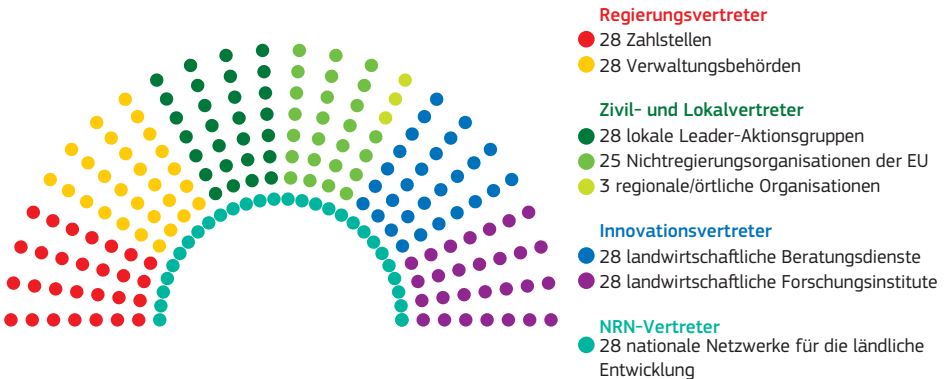 Regierungsvertreter
28 Zahlstellen
28 Verwaltungsbehörden
Zivil- und Lokalvertreter
28 lokale Leader-Aktionsgruppen
25 Nichtregierungsorganisationen der EU
3 regionale/örtliche Organisationen
Innovationsvertreter
28 landwirtschaftliche Beratungsdienste
28 landwirtschaftliche Forschungsinstitute
NRN-Vertreter
28 nationale Netzwerke für die ländliche
Entwicklung